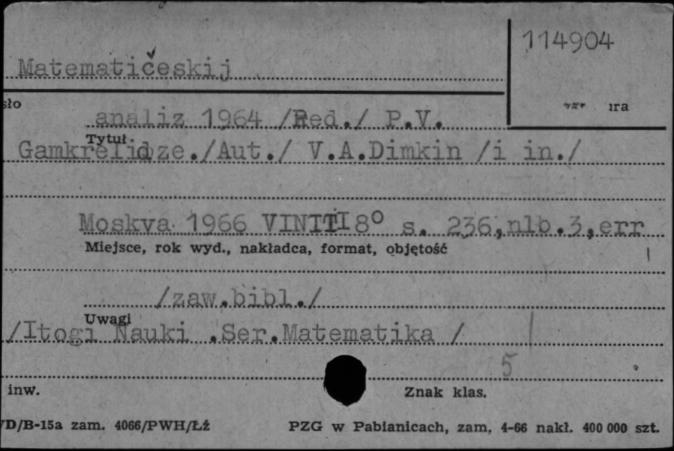 114904
Matematičeskij
sło
ıra
analiz 1964 /Red./ P.V.
Tytuł
Gamkrelidze./Aut./ V.A.Dimkin /i in./
Moskva 1966 VINITI 8° s. 236,nlb.3,err
Miejsce, rok wyd., nakładca, format, objętość
/zaw.bibl./
Uwagi
/Itogi Nauki .Ser.Matematika /
5
inw.
Znak klas.
/D/B-15a zam. 4066/PWH/Łż
PZG w Pabianicach, zam, 4-66 nakł. 400 000 szt.